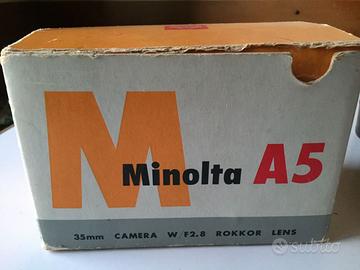 M
Minolta A5
35mm CAMERA W/F2.8 ROKKOR LENS
subito